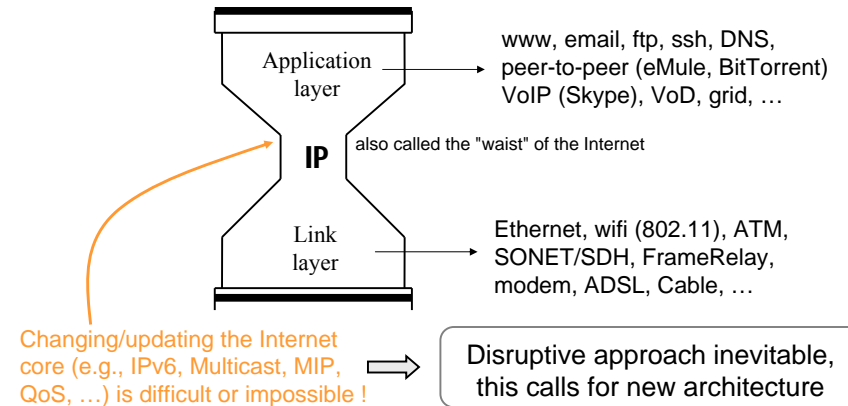 www, email, ftp, ssh, DNS,
peer-to-peer (eMule, BitTorrent)
VoIP (Skype), VoD, grid, …
Application
layer
IP
also called the "waist" of the Internet
Link
layer
Ethernet, wifi (802.11), ATM,
SONET/SDH, FrameRelay,
modem, ADSL, Cable, …
Changing/updating the Internet
core (e.g., IPv6, Multicast, MIP,
QoS, …) is difficult or impossible !
Disruptive approach inevitable,
this calls for new architecture